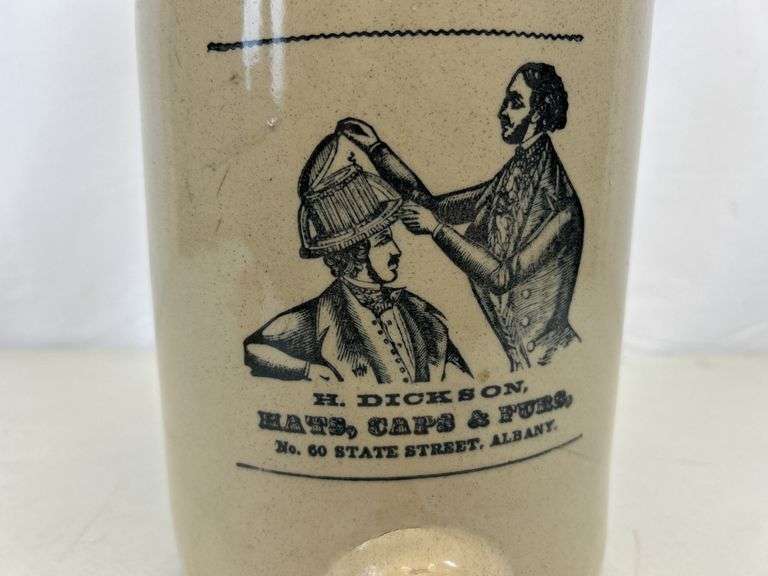 H. DICKSON,
HATS, CAPS & FURS,
No. 60 STATE STREET, ALBANY.